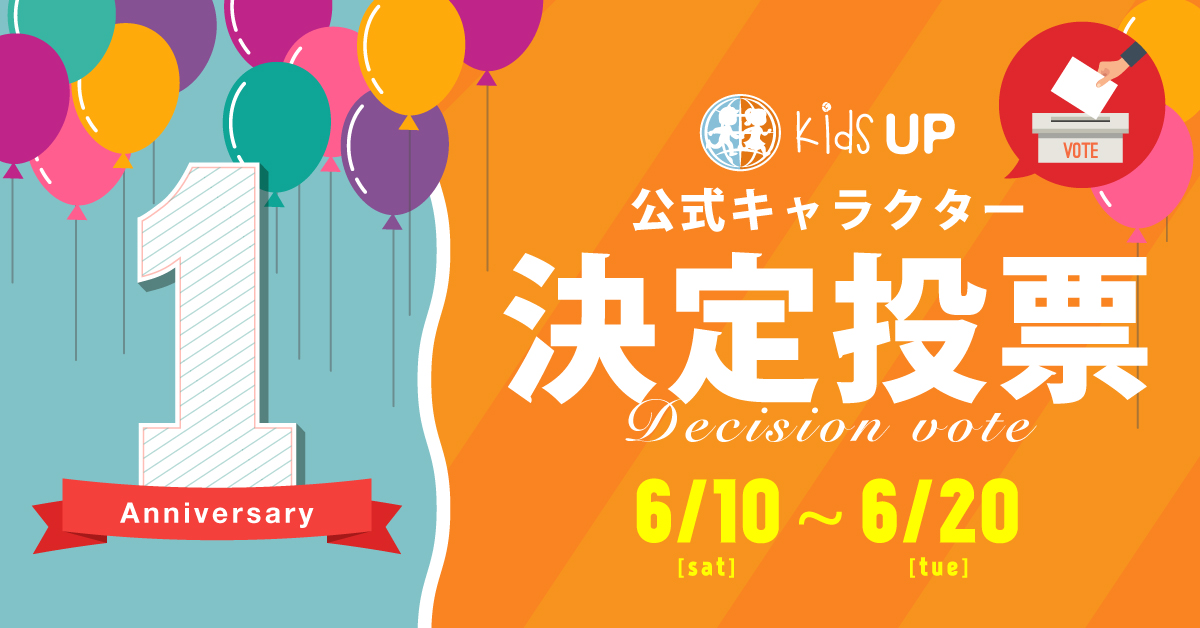 1
Anniversary
kids UP
VOTE
公式キャラクター
決定投票
Decision vote
6/10 ~ 6/20
[sat] [tue]